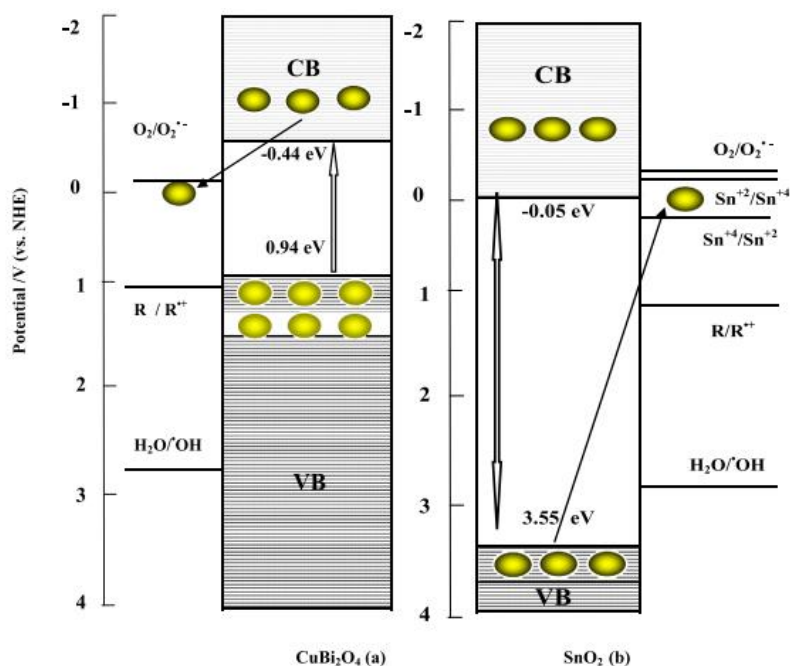 Potential /V (vs. NHE)
-2
-1
0
1
2
3
4
O₂/O₂•-
R / R•+
H₂O/•OH
CB
-0.44 eV
0.94 eV
VB
CuBi₂O₄ (a)
-2
-1
0
1
2
3
4
CB
-0.05 eV
3.55 eV
VB
O₂/O₂•-
Sn+2/Sn+4
Sn+4/Sn+2
R/R•+
H₂O/•OH
SnO₂ (b)